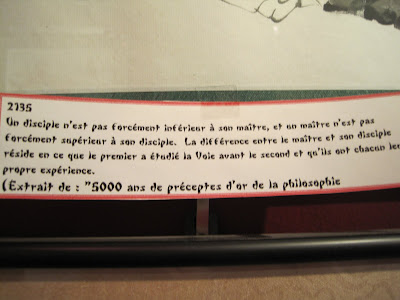 2735
Un disciple n'est pas forcément inférieur à son maître, et un maître n'est pas
forcément supérieur à son disciple. La différence entre le maître et son disciple
réside en ce que le premier a étudié la Voie avant le second et qu'ils ont chacun leur
propre expérience.
(Extrait de : "5000 ans de préceptes d'or de la philosophie